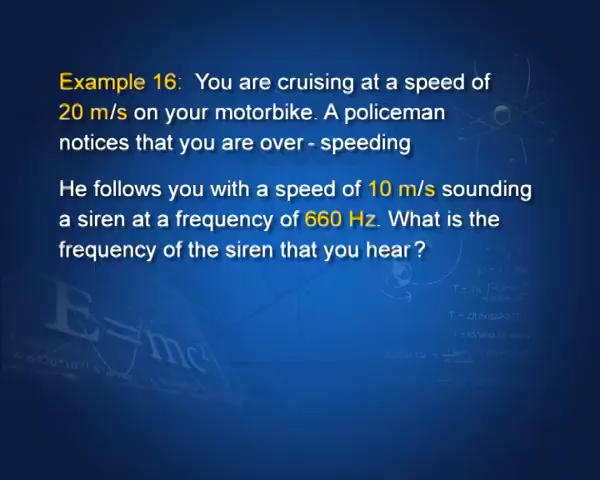 Example 16: You are cruising at a speed of
20 m/s on your motorbike. A policeman
notices that you are over - speeding
He follows you with a speed of 10 m/s sounding
a siren at a frequency of 660 Hz. What is the
frequency of the siren that you hear ?
E=mc²